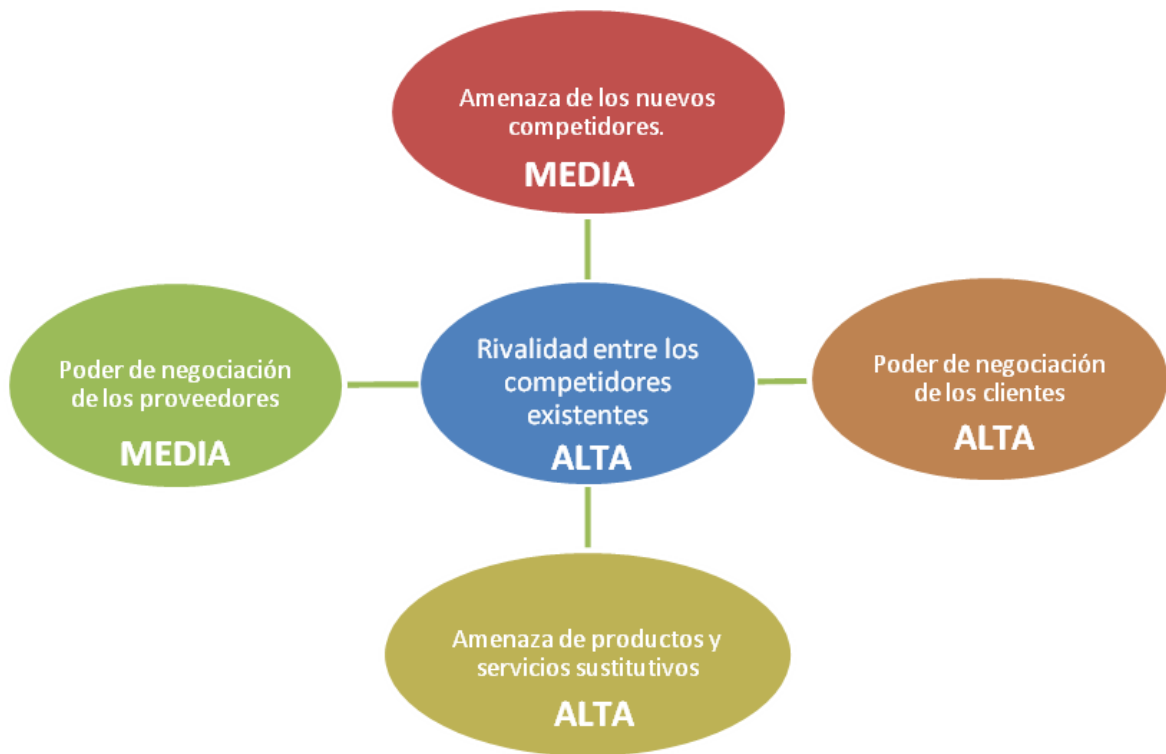 Amenaza de los nuevos
competidores.
MEDIA
Poder de negociación
de los proveedores
MEDIA
Rivalidad entre los
competidores
existentes
ALTA
Poder de negociación
de los clientes
ALTA
Amenaza de productos y
servicios sustitutivos
ALTA